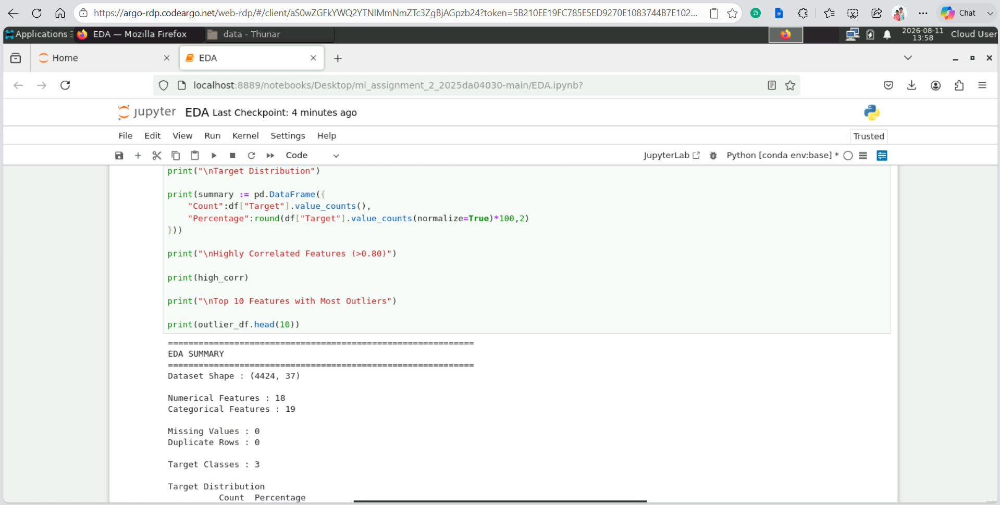 https://argo-rdp.codeargo.net/web-rdp/#/client/aS0wZGFkYWQ2YTNlMmNmZTc3ZgBjAGpzb24?token=5B210EE19FC785E5ED9270E1083744B7E102...
Chat
Applications
EDA — Mozilla Firefox
data - Thunar
2026-08-11
13:58
Cloud User
Home
EDA
localhost:8889/notebooks/Desktop/ml_assignment_2_2025da04030-main/EDA.ipynb?
jupyter EDA Last Checkpoint: 4 minutes ago
File Edit View Run Kernel Settings Help
Trusted
Code
JupyterLab
Python [conda env:base] *
print("\nTarget Distribution")
print(summary := pd.DataFrame({
    "Count":df["Target"].value_counts(),
    "Percentage":round(df["Target"].value_counts(normalize=True)*100,2)
}))
print("\nHighly Correlated Features (>0.80)")
print(high_corr)
print("\nTop 10 Features with Most Outliers")
print(outlier_df.head(10))
============================================================
EDA SUMMARY
============================================================
Dataset Shape : (4424, 37)
Numerical Features : 18
Categorical Features : 19
Missing Values : 0
Duplicate Rows : 0
Target Classes : 3
Target Distribution
          Count  Percentage